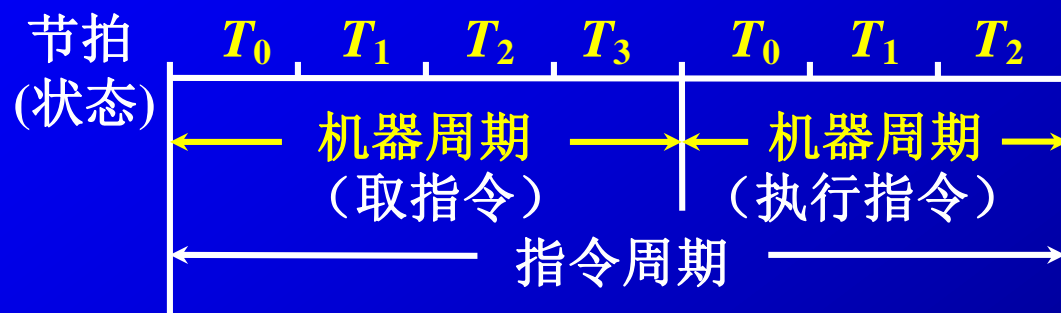 节拍 T₀ T₁ T₂ T₃ T₀ T₁ T₂
(状态)
机器周期 机器周期
（取指令） （执行指令）
指令周期